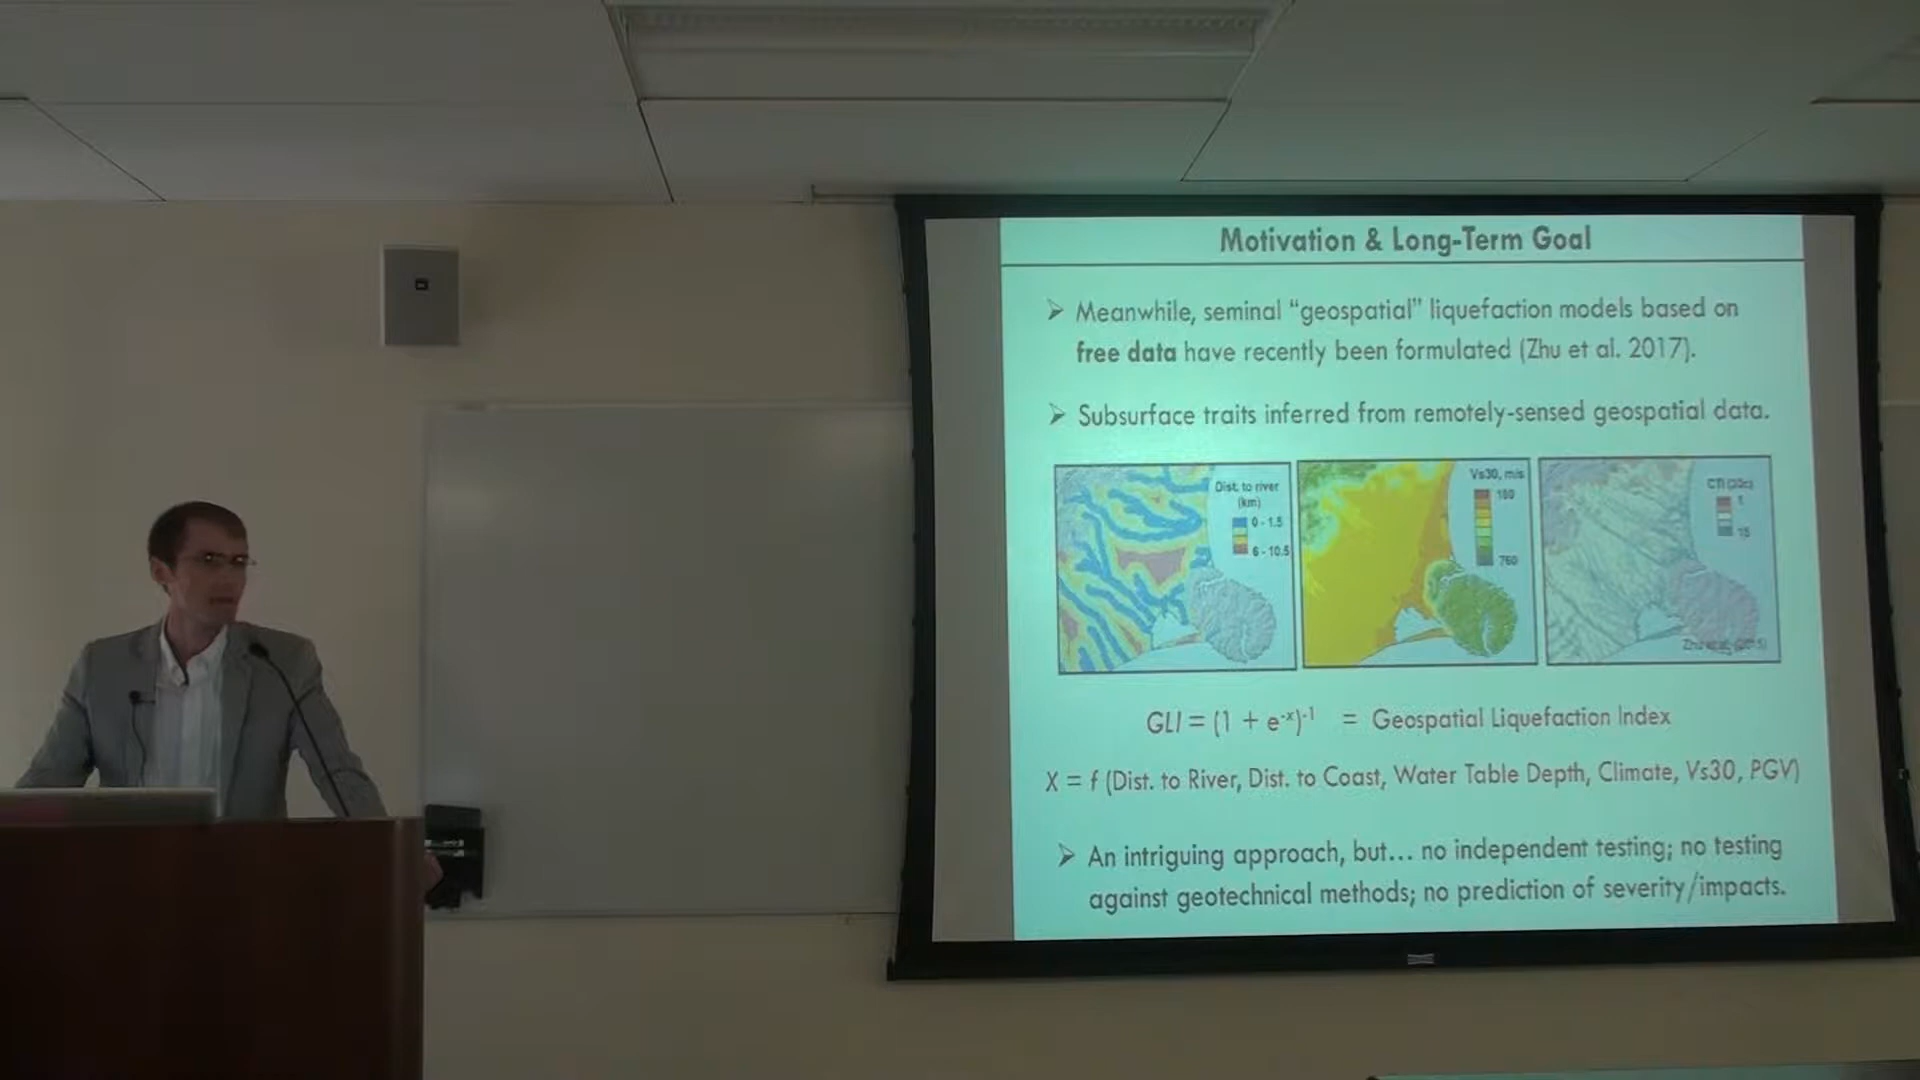 Motivation & Long-Term Goal
➢ Meanwhile, seminal “geospatial” liquefaction models based on
free data have recently been formulated (Zhu et al. 2017).
➢ Subsurface traits inferred from remotely-sensed geospatial data.
Dist. to river
(km)
0 - 1.5
6 - 10.5
Vs30, m/s
180
760
15
GLI = (1 + e^-x)^-1 = Geospatial Liquefaction Index
X = f (Dist. to River, Dist. to Coast, Water Table Depth, Climate, Vs30, PGV)
➢ An intriguing approach, but... no independent testing; no testing
against geotechnical methods; no prediction of severity/impacts.